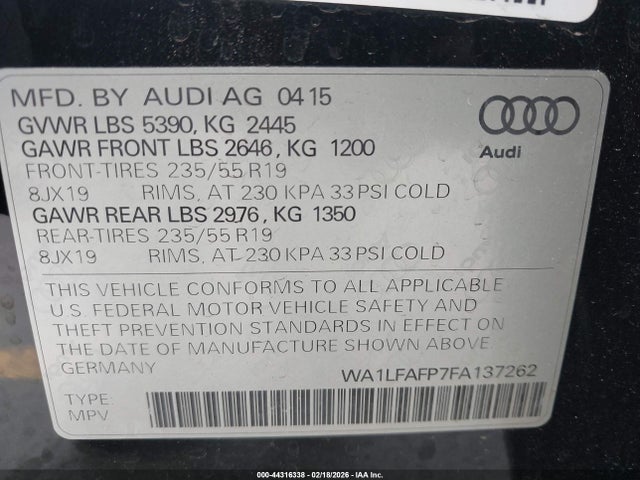 MFD. BY AUDI AG 04 15
GVWR LBS 5390, KG 2445
GAWR FRONT LBS 2646, KG 1200
FRONT-TIRES 235/55 R19
8JX19 RIMS, AT 230 KPA 33 PSI COLD
GAWR REAR LBS 2976, KG 1350
REAR-TIRES 235/55 R19
8JX19 RIMS, AT 230 KPA 33 PSI COLD
Audi
THIS VEHICLE CONFORMS TO ALL APPLICABLE
U.S. FEDERAL MOTOR VEHICLE SAFETY AND
THEFT PREVENTION STANDARDS IN EFFECT ON
THE DATE OF MANUFACTURE SHOWN ABOVE
GERMANY
WA1LFAFP7FA137262
TYPE:
MPV
000-44316338 - 02/18/2026 - IAA Inc.